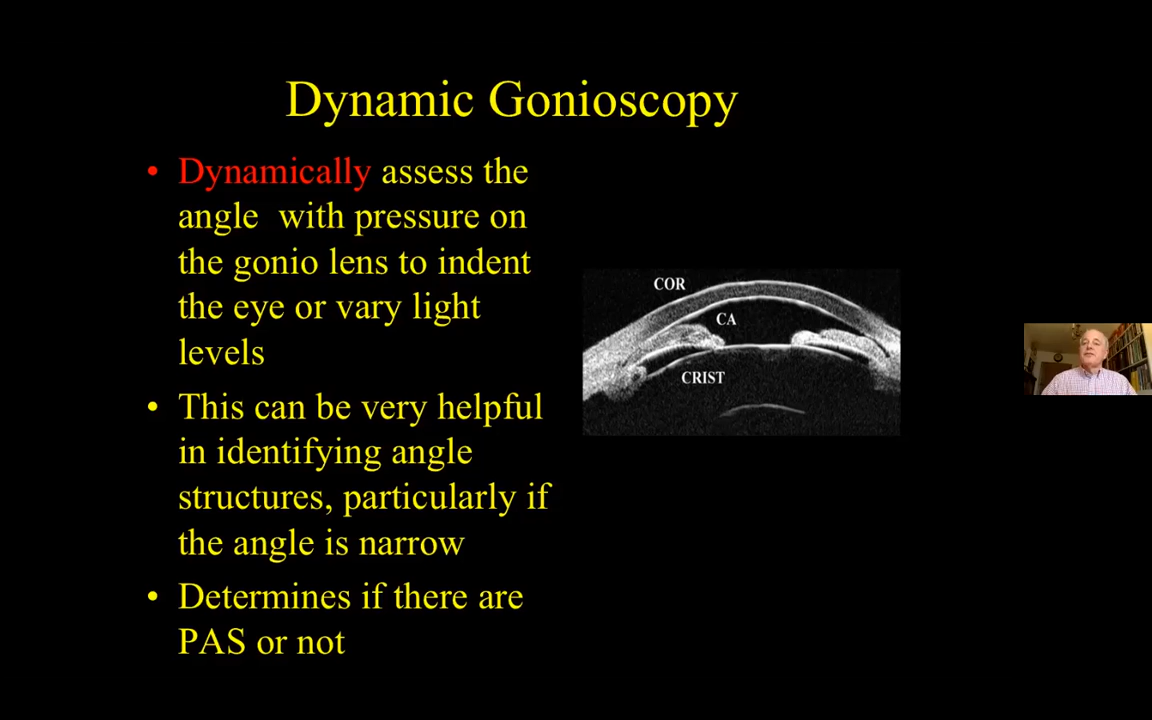 Dynamic Gonioscopy
• Dynamically assess the
angle  with pressure on
the gonio lens to indent
the eye or vary light
levels
• This can be very helpful
in identifying angle
structures, particularly if
the angle is narrow
• Determines if there are
PAS or not
COR
CA
CRIST